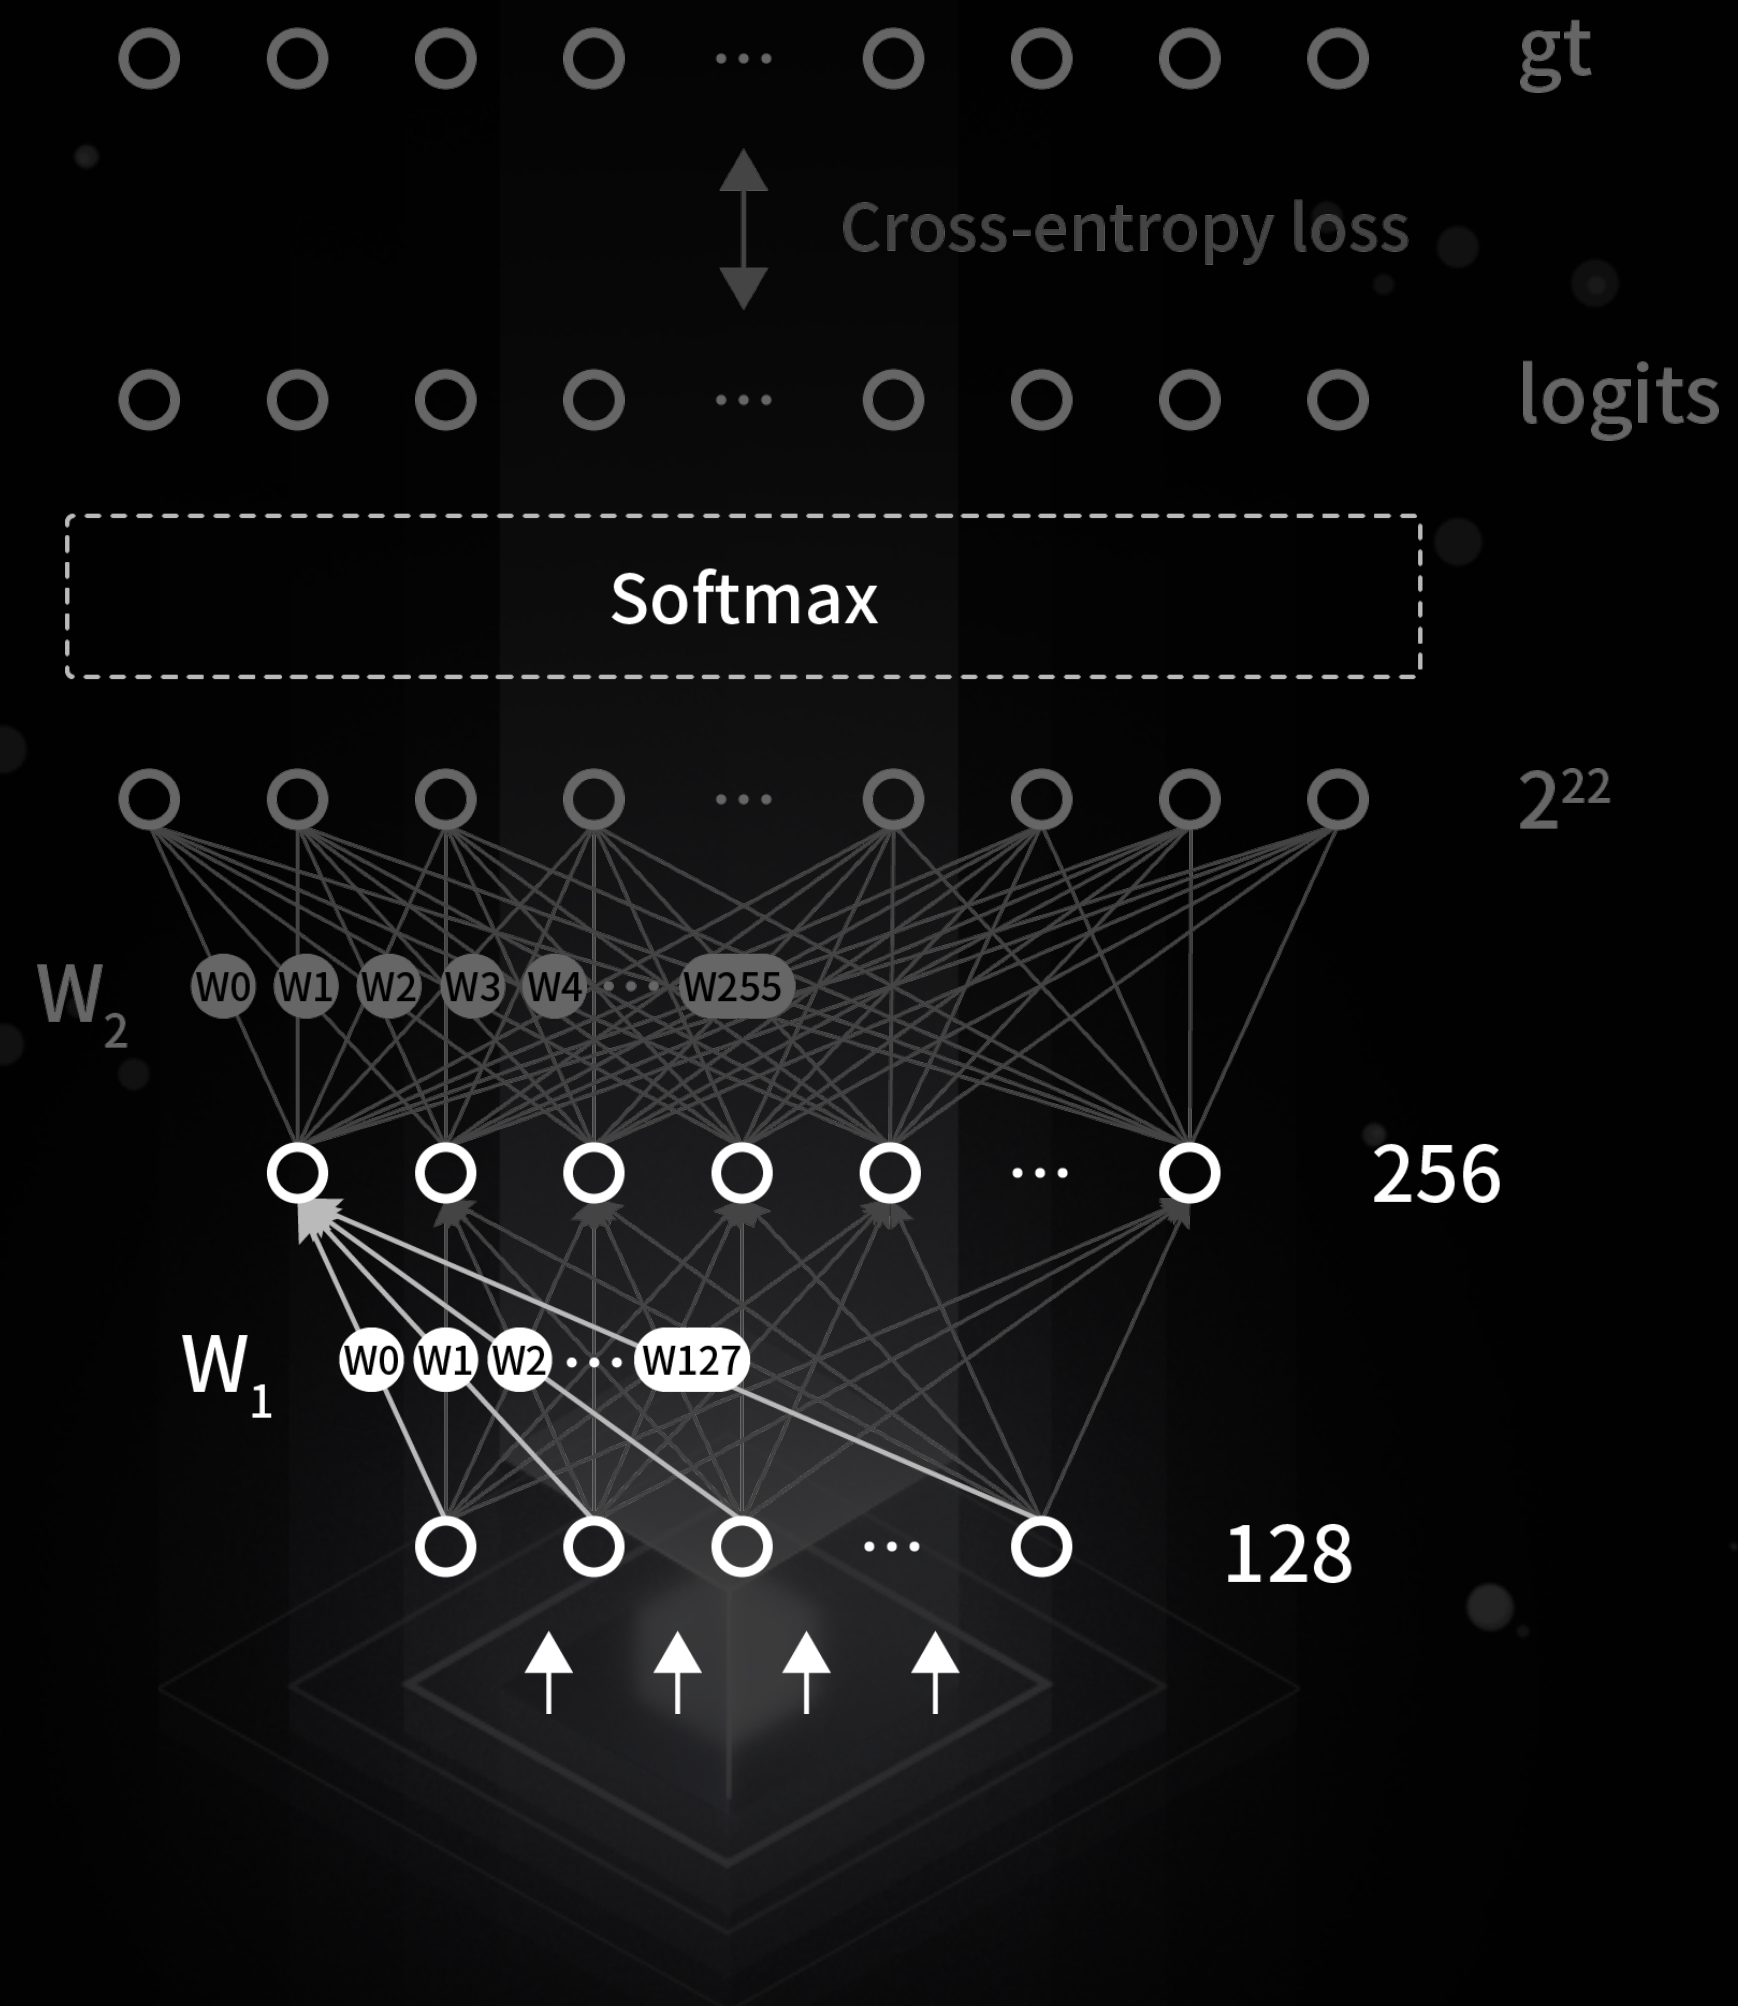 gt
Cross-entropy loss
logits
Softmax
2²²
W₂ W0 W1 W2 W3 W4 ... W255
... 256
W₁ W0 W1 W2 ... W127
... 128